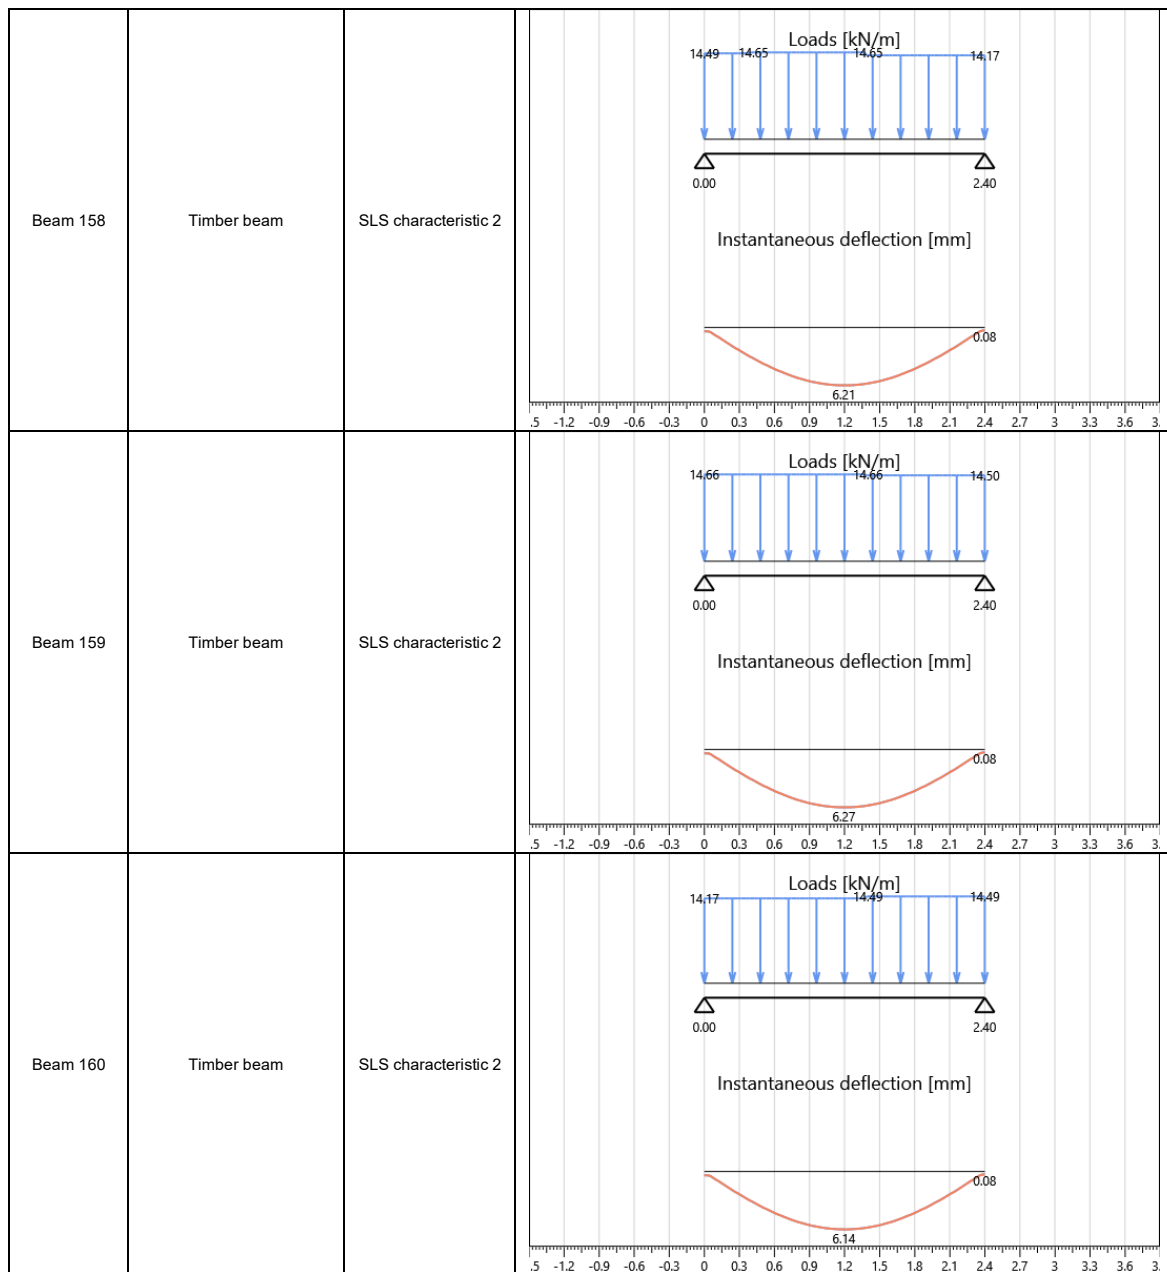 Loads [kN/m]
14.49 14.65 14.65 14.17
0.00 2.40
Beam 158 Timber beam SLS characteristic 2
Instantaneous deflection [mm]
0.08
6.21
.5 -1.2 -0.9 -0.6 -0.3 0 0.3 0.6 0.9 1.2 1.5 1.8 2.1 2.4 2.7 3 3.3 3.6 3.
Loads [kN/m]
14.66 14.66 14.50
0.00 2.40
Beam 159 Timber beam SLS characteristic 2
Instantaneous deflection [mm]
0.08
6.27
.5 -1.2 -0.9 -0.6 -0.3 0 0.3 0.6 0.9 1.2 1.5 1.8 2.1 2.4 2.7 3 3.3 3.6 3.
Loads [kN/m]
14.17 14.49 14.49
0.00 2.40
Beam 160 Timber beam SLS characteristic 2
Instantaneous deflection [mm]
0.08
6.14
.5 -1.2 -0.9 -0.6 -0.3 0 0.3 0.6 0.9 1.2 1.5 1.8 2.1 2.4 2.7 3 3.3 3.6 3.